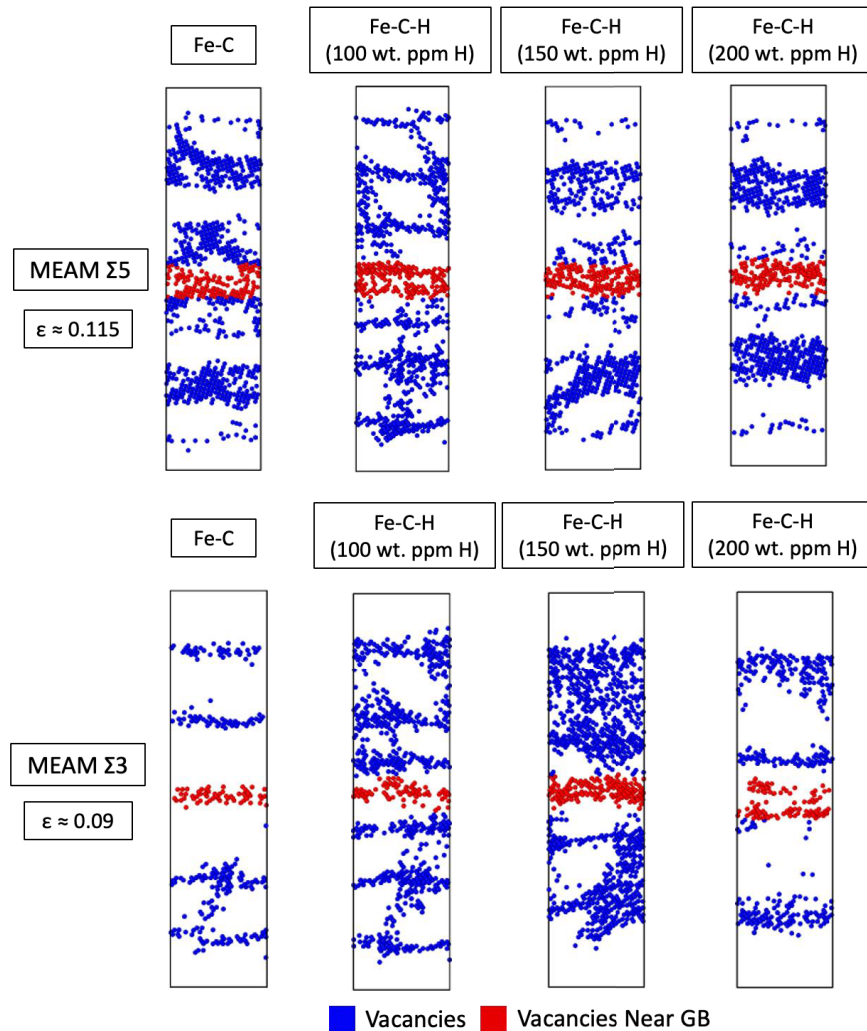 Fe-C
Fe-C-H
(100 wt. ppm H)
Fe-C-H
(150 wt. ppm H)
Fe-C-H
(200 wt. ppm H)
MEAM Σ5
ε ≈ 0.115
Fe-C
Fe-C-H
(100 wt. ppm H)
Fe-C-H
(150 wt. ppm H)
Fe-C-H
(200 wt. ppm H)
MEAM Σ3
ε ≈ 0.09
Vacancies
Vacancies Near GB